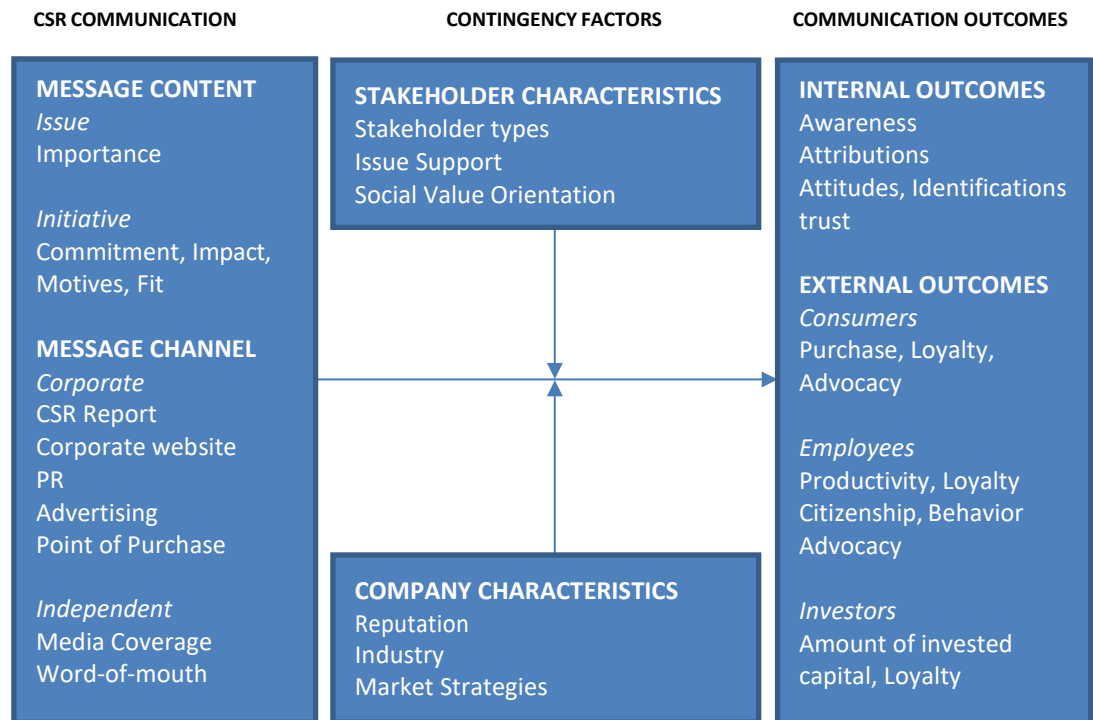 CSR COMMUNICATION
CONTINGENCY FACTORS
COMMUNICATION OUTCOMES
MESSAGE CONTENT
Issue
Importance
Initiative
Commitment, Impact,
Motives, Fit
MESSAGE CHANNEL
Corporate
CSR Report
Corporate website
PR
Advertising
Point of Purchase
Independent
Media Coverage
Word-of-mouth
STAKEHOLDER CHARACTERISTICS
Stakeholder types
Issue Support
Social Value Orientation
COMPANY CHARACTERISTICS
Reputation
Industry
Market Strategies
INTERNAL OUTCOMES
Awareness
Attributions
Attitudes, Identifications
trust
EXTERNAL OUTCOMES
Consumers
Purchase, Loyalty,
Advocacy
Employees
Productivity, Loyalty
Citizenship, Behavior
Advocacy
Investors
Amount of invested
capital, Loyalty